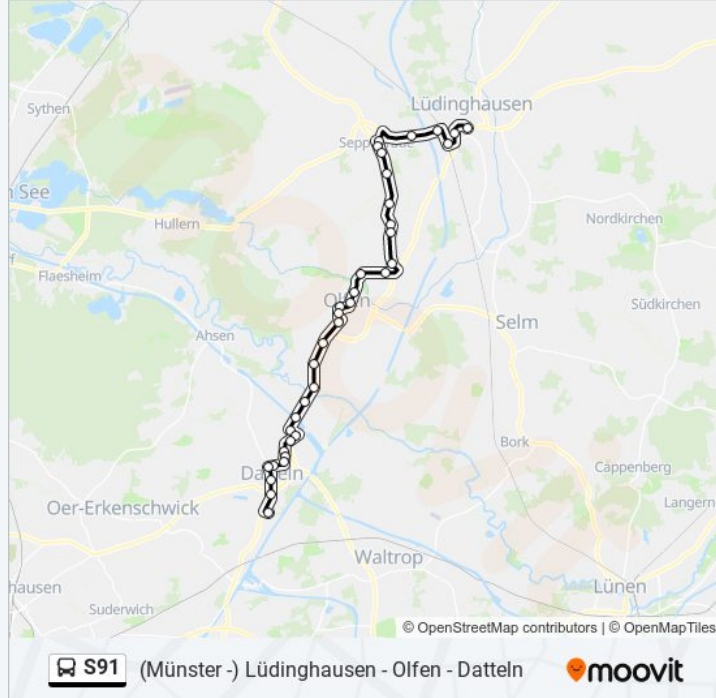 Lüdinghausen
Sythen
n See
Hullern
Nordkirchen
Flaesheim
Olfen
Südkirchen
Selm
Ahsen
Bork
Datteln
Cappenberg
Oer-Erkenschwick
Langern
Waltrop
hausen
Lünen
Suderwich
© OpenStreetMap contributors | © OpenMapTiles
S91 (Münster -) Lüdinghausen - Olfen - Datteln
moovit